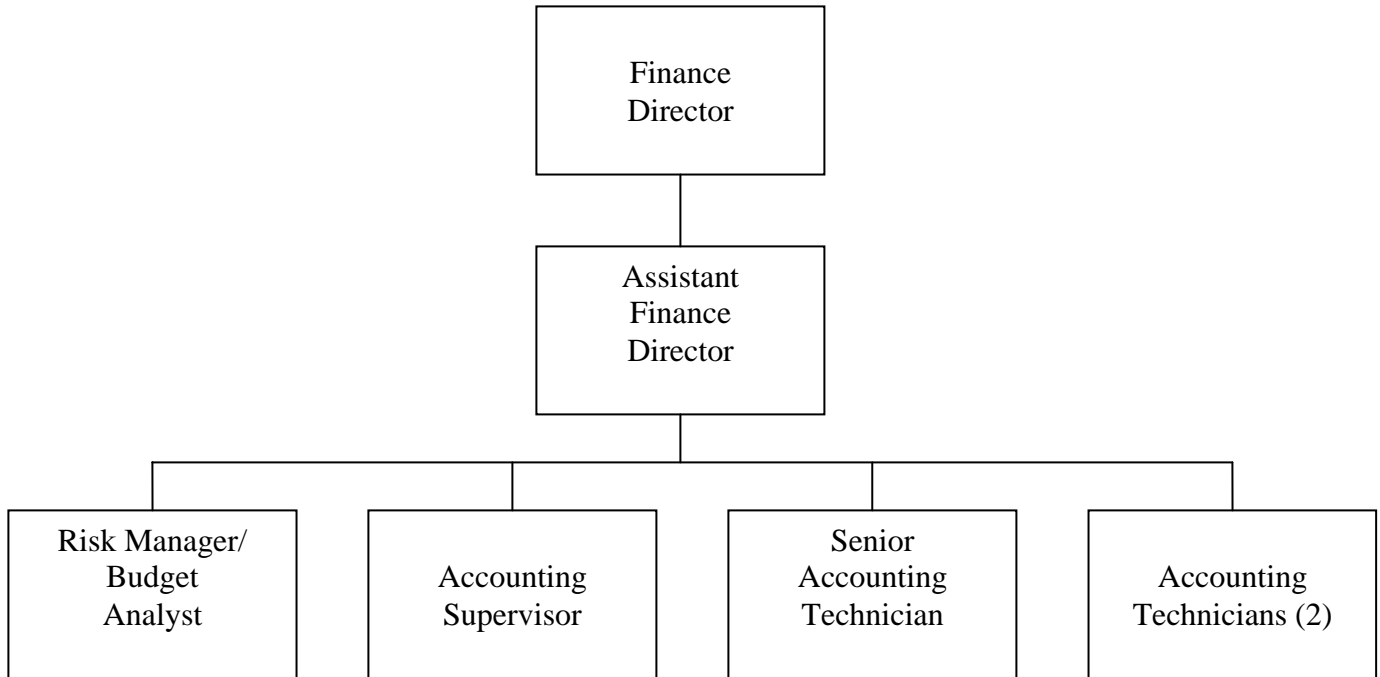 Finance
Director
Assistant
Finance
Director
Risk Manager/
Budget
Analyst
Accounting
Supervisor
Senior
Accounting
Technician
Accounting
Technicians (2)